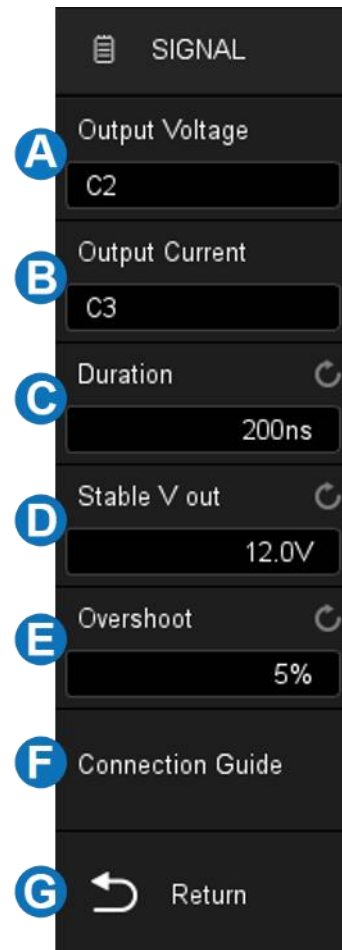 SIGNAL
A
Output Voltage
C2
B
Output Current
C3
C
Duration
200ns
D
Stable V out
12.0V
E
Overshoot
5%
F
Connection Guide
G
Return